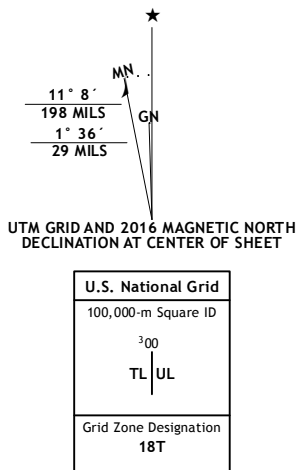 ★
MN
GN
11° 8´
198 MILS
1° 36´
29 MILS
UTM GRID AND 2016 MAGNETIC NORTH
DECLINATION AT CENTER OF SHEET
U.S. National Grid
100,000-m Square ID
³00
TL UL
Grid Zone Designation
18T